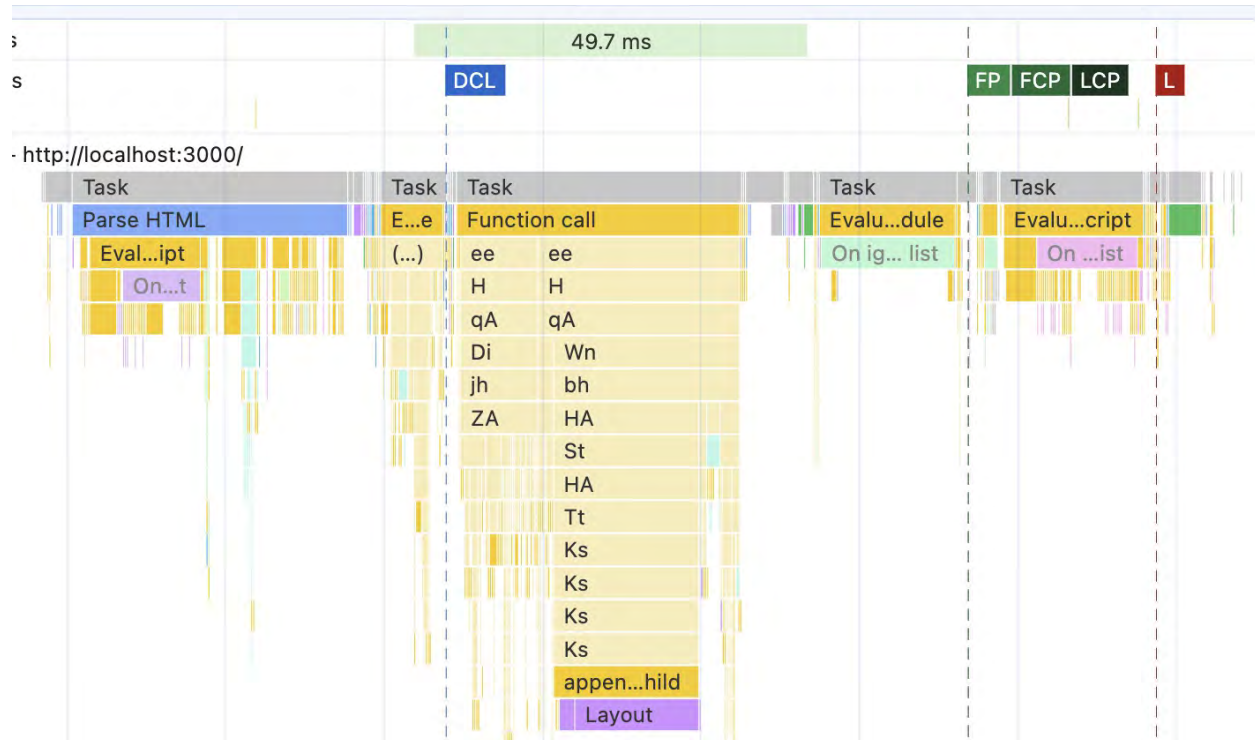 s 49.7 ms
s DCL FP FCP LCP L
- http://localhost:3000/
Task Task Task Task Task
Parse HTML E...e Function call Evalu...dule Evalu...cript
Eval...ipt (...) ee ee On ig... list On ...ist
On...t H H
qA qA
Di Wn
jh bh
ZA HA
St
HA
Tt
Ks
Ks
Ks
Ks
appen...hild
Layout